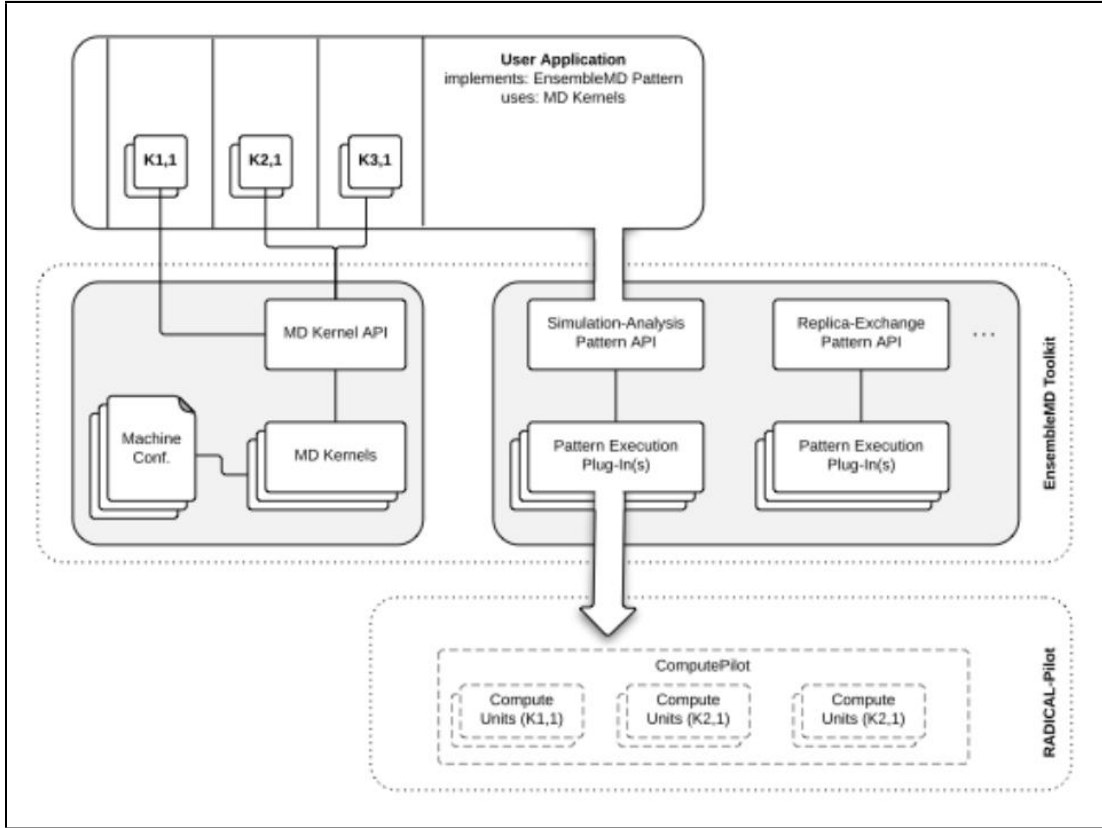 User Application
implements: EnsembleMD Pattern
uses: MD Kernels
K1,1
K2,1
K3,1
MD Kernel API
Simulation-Analysis
Pattern API
Replica-Exchange
Pattern API
...
Machine
Conf.
MD Kernels
Pattern Execution
Plug-In(s)
Pattern Execution
Plug-In(s)
EnsembleMD Toolkit
ComputePilot
Compute
Units (K1,1)
Compute
Units (K2,1)
Compute
Units (K2,1)
RADICAL-Pilot